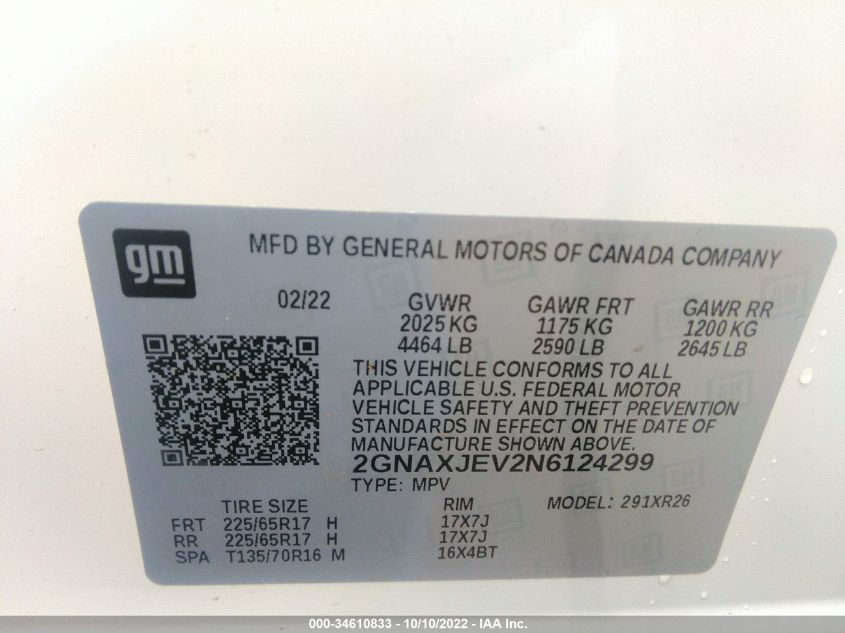 gm
MFD BY GENERAL MOTORS OF CANADA COMPANY
02/22 GVWR GAWR FRT GAWR RR
2025 KG 1175 KG 1200 KG
4464 LB 2590 LB 2645 LB
THIS VEHICLE CONFORMS TO ALL
APPLICABLE U.S. FEDERAL MOTOR
VEHICLE SAFETY AND THEFT PREVENTION
STANDARDS IN EFFECT ON THE DATE OF
MANUFACTURE SHOWN ABOVE.
2GNAXJEV2N6124299
TYPE: MPV
TIRE SIZE RIM MODEL: 291XR26
FRT 225/65R17 H 17X7J
RR 225/65R17 H 17X7J
SPA T135/70R16 M 16X4BT
000-34610833 - 10/10/2022 - IAA Inc.